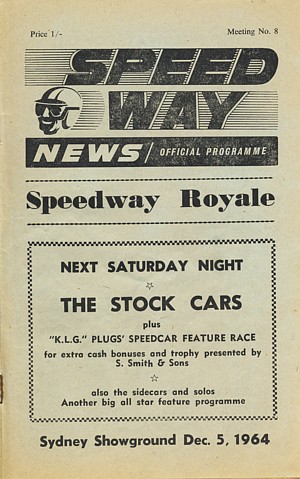 Price 1/-
Meeting No. 8
SPEED
WAY
NEWS / OFFICIAL PROGRAMME
Speedway Royale
NEXT SATURDAY NIGHT
☆
THE STOCK CARS
plus
"K.L.G." PLUGS' SPEEDCAR FEATURE RACE
for extra cash bonuses and trophy presented by
S. Smith & Sons
☆
also the sidecars and solos
Another big all star feature programme
Sydney Showground Dec. 5, 1964